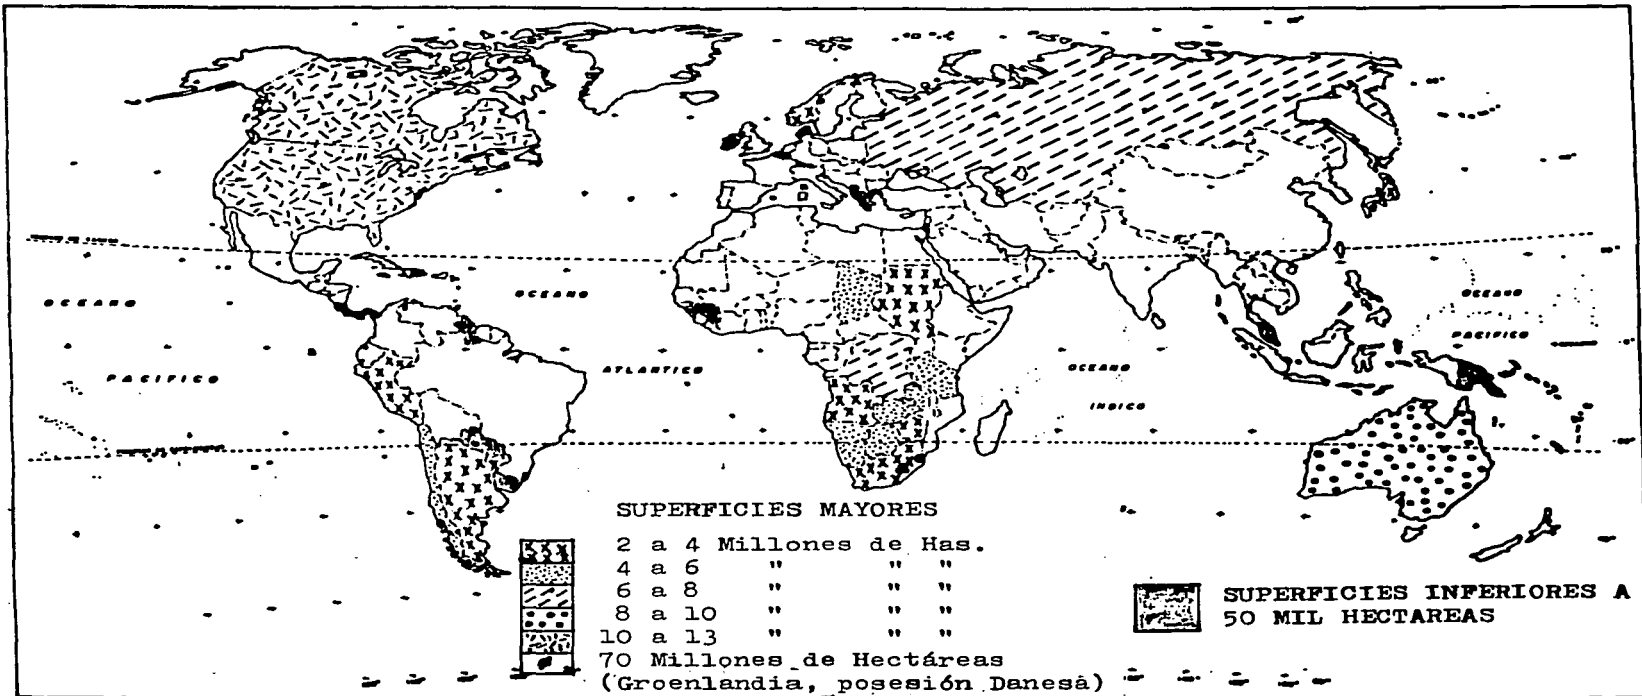 OCEANO
PACIFICO
OCEANO
ATLANTICO
OCEANO
INDICO
OCEANO
PACIFICO
SUPERFICIES MAYORES
2 a 4 Millones de Has.
4 a 6 " " "
6 a 8 " " "
8 a 10 " " "
10 a 13 " " "
70 Millones de Hectáreas
(Groenlandia, posesión Danesa)
SUPERFICIES INFERIORES A
50 MIL HECTAREAS